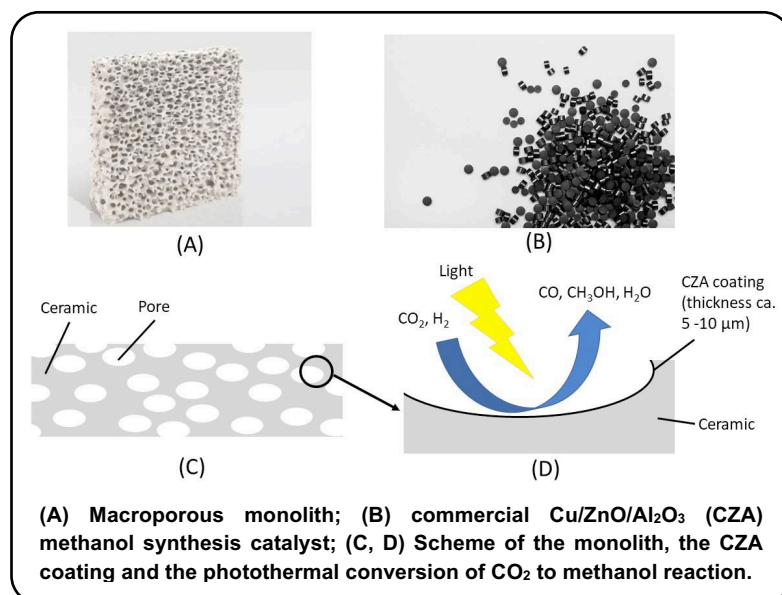 (A)
(B)
Ceramic
Pore
(C)
Light
CO₂, H₂
CO, CH₃OH, H₂O
CZA coating
(thickness ca.
5 -10 μm)
Ceramic
(D)
(A) Macroporous monolith; (B) commercial Cu/ZnO/Al₂O₃ (CZA)
methanol synthesis catalyst; (C, D) Scheme of the monolith, the CZA
coating and the photothermal conversion of CO₂ to methanol reaction.